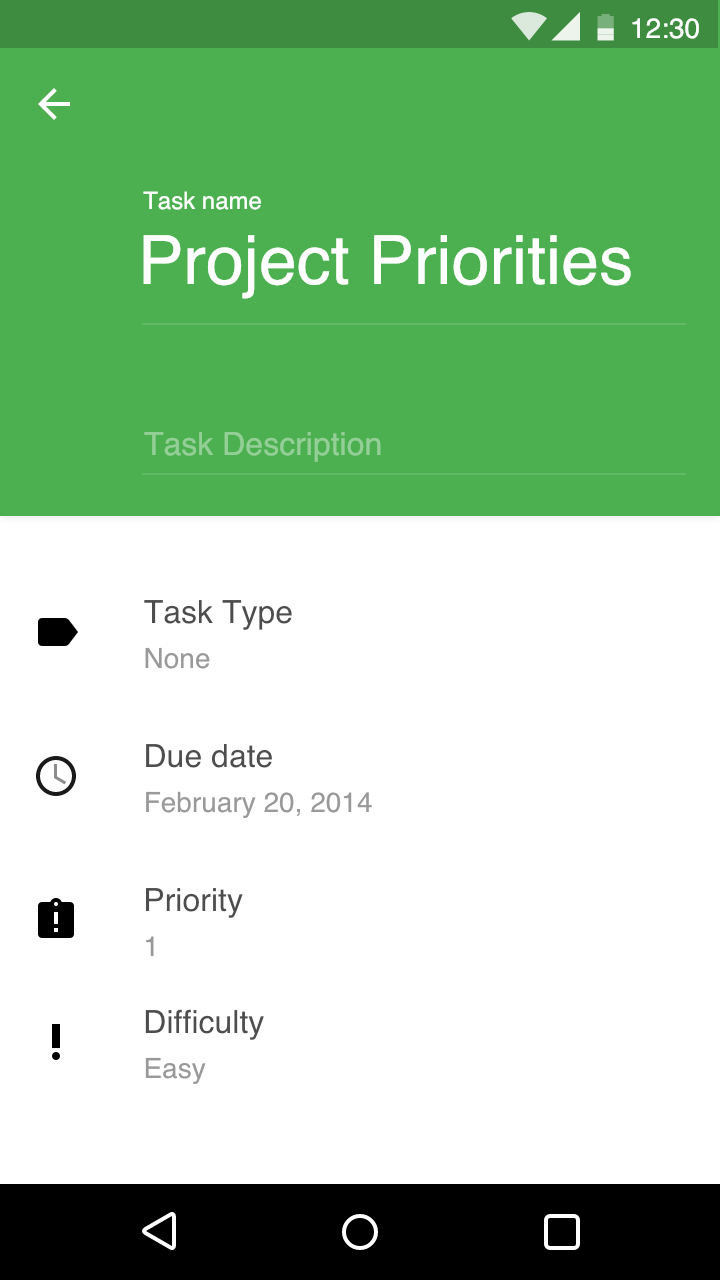 12:30
Task name
Project Priorities
Task Description
Task Type
None
Due date
February 20, 2014
Priority
1
Difficulty
Easy